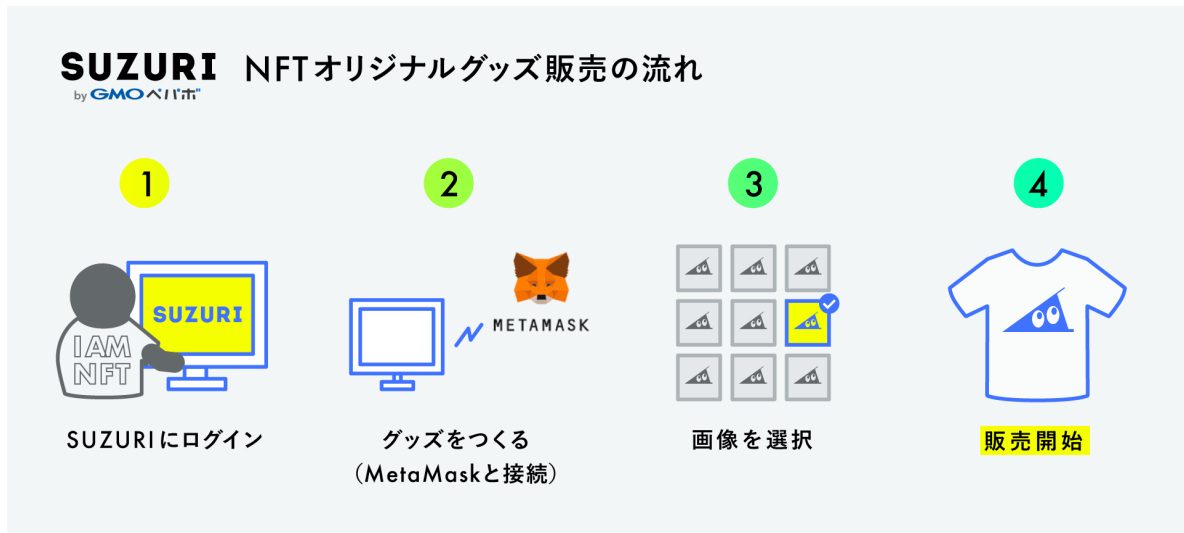 SUZURI NFTオリジナルグッズ販売の流れ
by GMOペパボ
1
2
3
4
SUZURI
I AM
NFT
METAMASK
SUZURIにログイン
グッズをつくる
(MetaMaskと接続)
画像を選択
販売開始